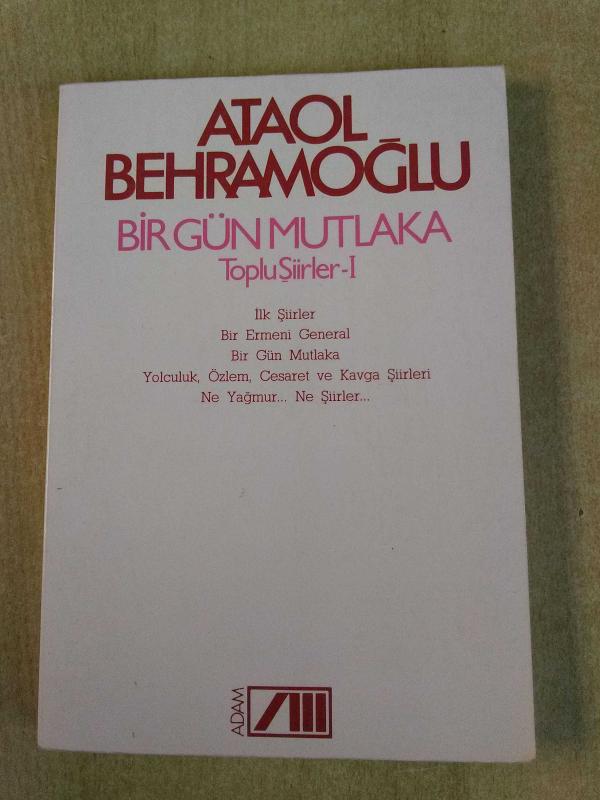 ATAOL
BEHRAMOĞLU
BİR GÜN MUTLAKA
Toplu Şiirler-I
İlk Şiirler
Bir Ermeni General
Bir Gün Mutlaka
Yolculuk, Özlem, Cesaret ve Kavga Şiirleri
Ne Yağmur... Ne Şiirler...
ADAM